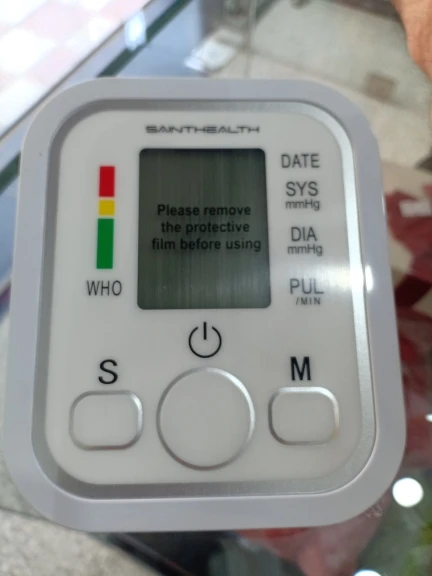 SAINTHEALTH
Please remove
the protective
film before using
DATE
SYS
mmHg
DIA
mmHg
PUL
/MIN
WHO
S
M